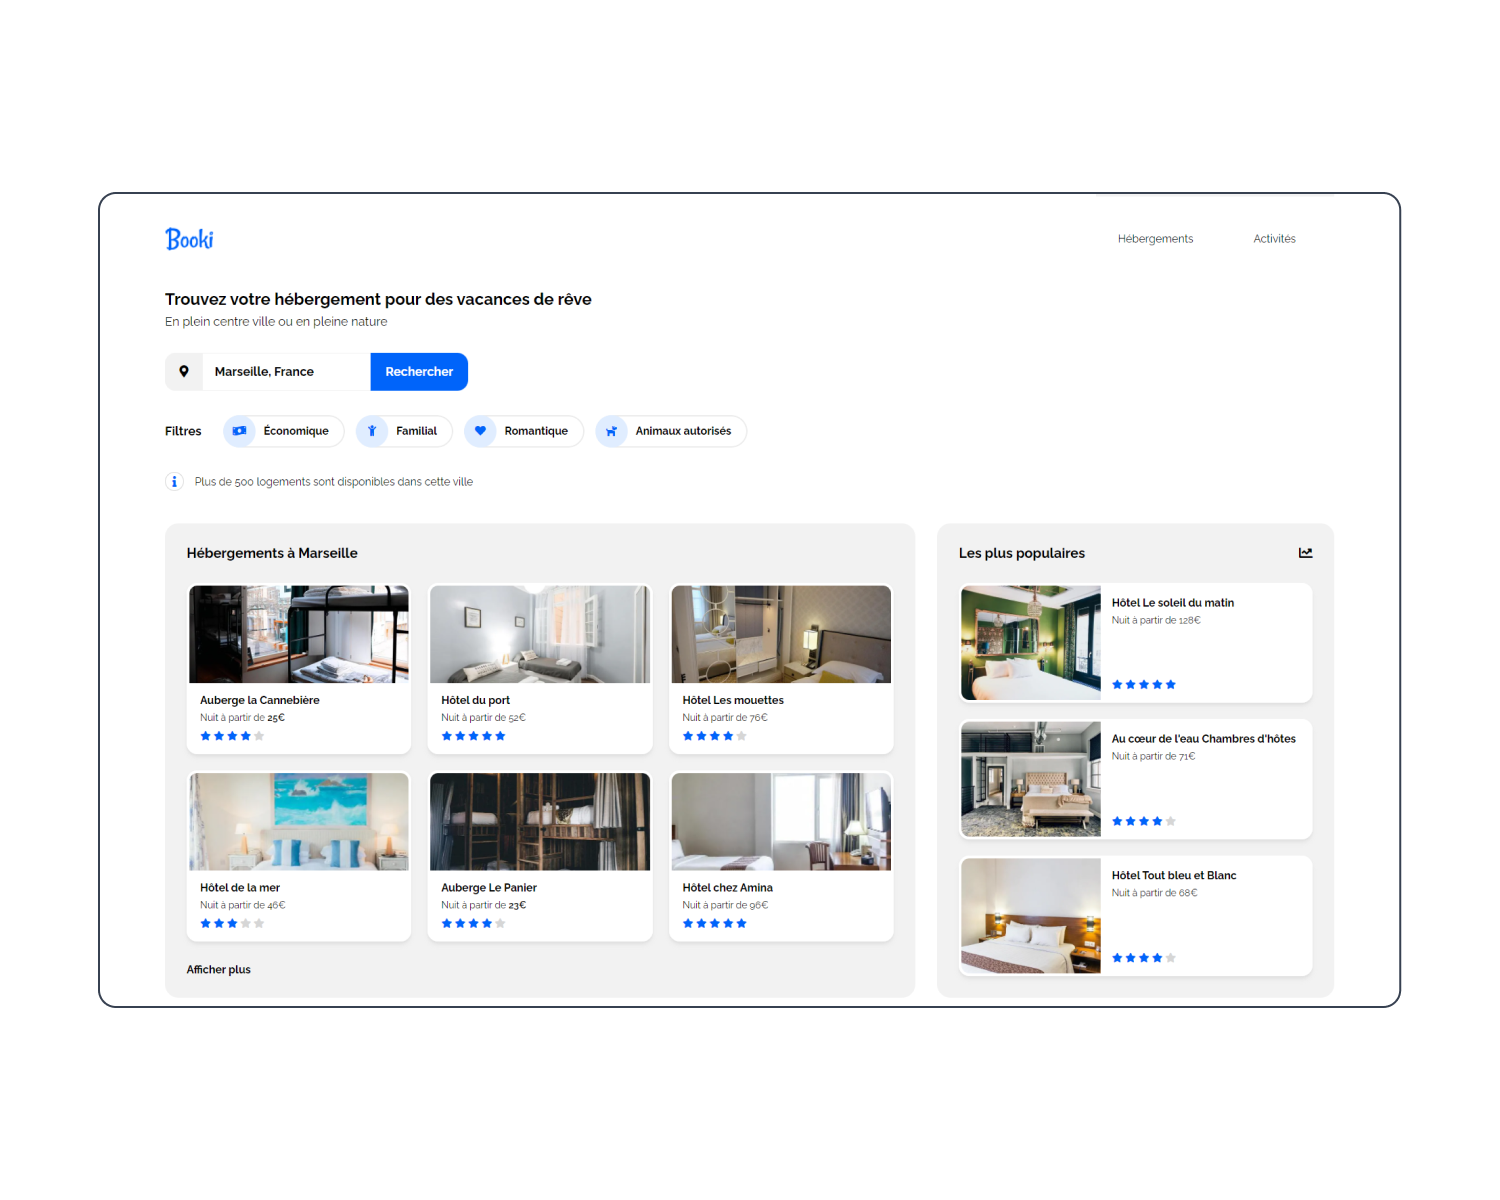 Booki
Hébergements
Activités
Trouvez votre hébergement pour des vacances de rêve
En plein centre ville ou en pleine nature
Marseille, France
Rechercher
Filtres
Économique
Familial
Romantique
Animaux autorisés
Plus de 500 logements sont disponibles dans cette ville
Hébergements à Marseille
Auberge la Cannebière
Nuit à partir de 25€
Hôtel du port
Nuit à partir de 52€
Hôtel Les mouettes
Nuit à partir de 76€
Hôtel de la mer
Nuit à partir de 46€
Auberge Le Panier
Nuit à partir de 23€
Hôtel chez Amina
Nuit à partir de 96€
Afficher plus
Les plus populaires
Hôtel Le soleil du matin
Nuit à partir de 128€
Au cœur de l'eau Chambres d'hôtes
Nuit à partir de 71€
Hôtel Tout bleu et Blanc
Nuit à partir de 68€